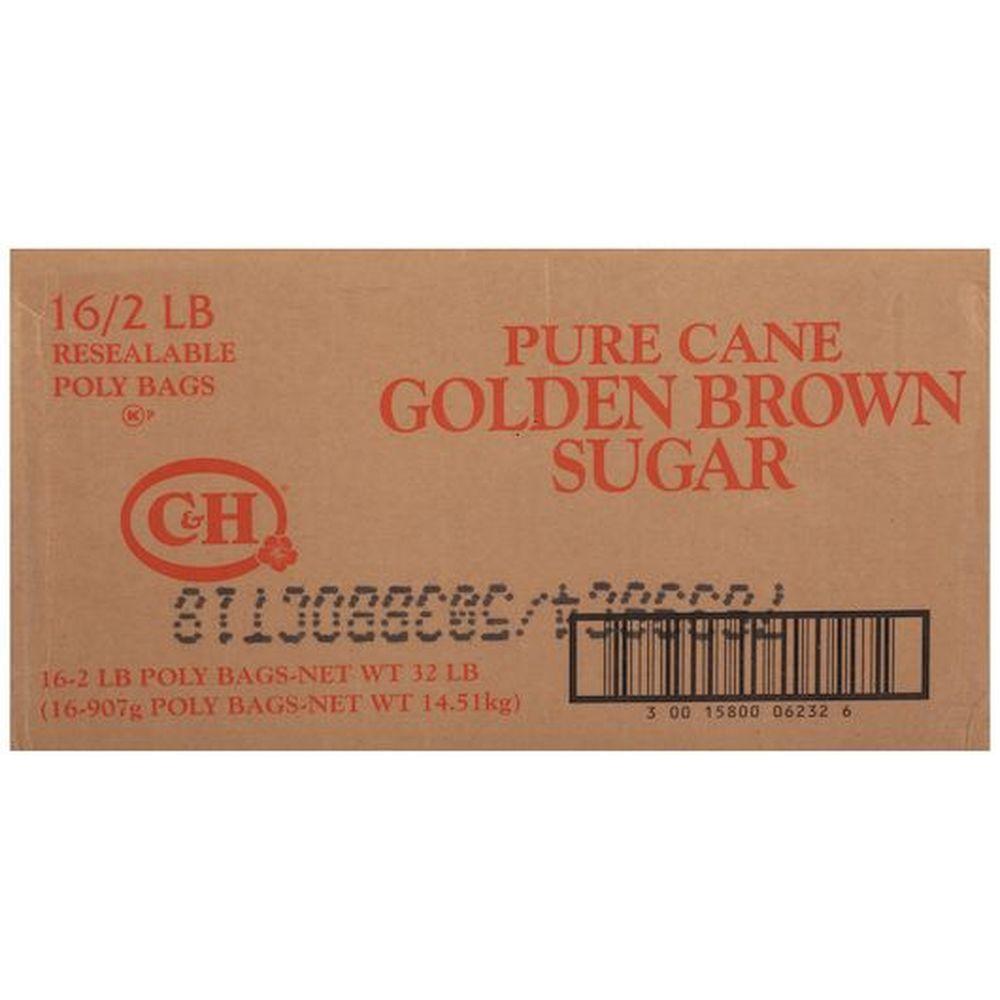 16/2 LB
RESEALABLE
POLY BAGS
K P
PURE CANE
GOLDEN BROWN
SUGAR
C&H
16-2 LB POLY BAGS-NET WT 32 LB
(16-907g POLY BAGS-NET WT 14.51kg)
3 00 15800 06232 6